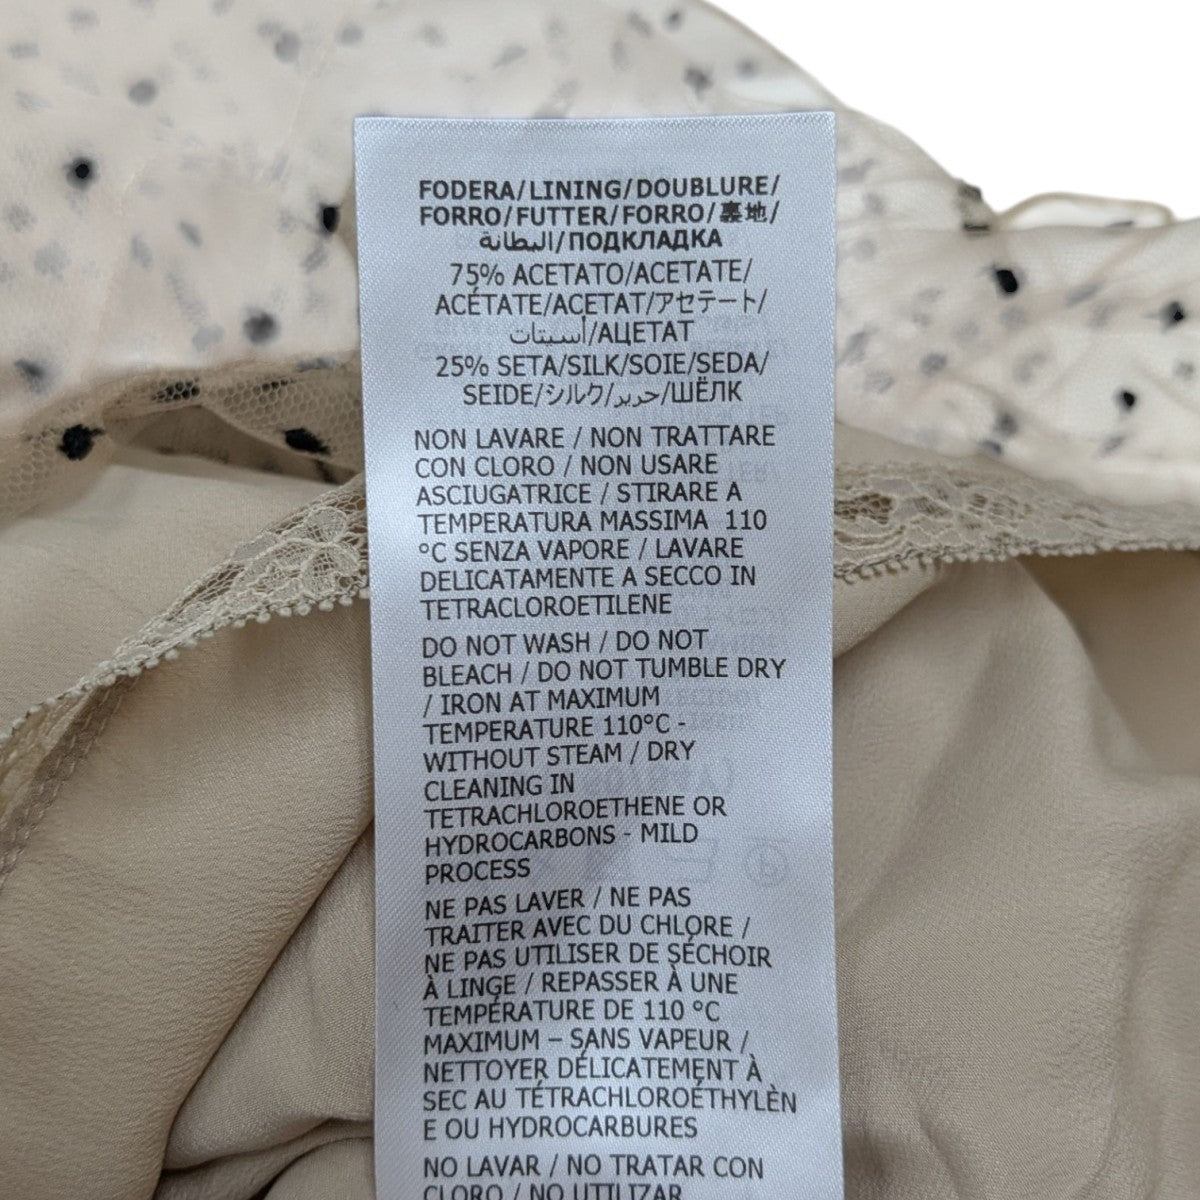 FODERA/LINING/DOUBLURE/
FORRO/FUTTER/FORRO/裏地/
البطانة/ПОДКЛАДКА
75% ACETATO/ACETATE/
ACÉTATE/ACETAT/アセテート/
أسيتات/АЦЕТАТ
25% SETA/SILK/SOIE/SEDA/
SEIDE/シルク/حرير/ШЁЛК
NON LAVARE / NON TRATTARE
CON CLORO / NON USARE
ASCIUGATRICE / STIRARE A
TEMPERATURA MASSIMA 110
°C SENZA VAPORE / LAVARE
DELICATAMENTE A SECCO IN
TETRACLOROETILENE
DO NOT WASH / DO NOT
BLEACH / DO NOT TUMBLE DRY
/ IRON AT MAXIMUM
TEMPERATURE 110°C -
WITHOUT STEAM / DRY
CLEANING IN
TETRACHLOROETHENE OR
HYDROCARBONS - MILD
PROCESS
NE PAS LAVER / NE PAS
TRAITER AVEC DU CHLORE /
NE PAS UTILISER DE SÉCHOIR
À LINGE / REPASSER À UNE
TEMPÉRATURE DE 110 °C
MAXIMUM – SANS VAPEUR /
NETTOYER DÉLICATEMENT À
SEC AU TÉTRACHLOROÉTHYLÈN
E OU HYDROCARBURES
NO LAVAR / NO TRATAR CON
CLORO / NO UTILIZAR